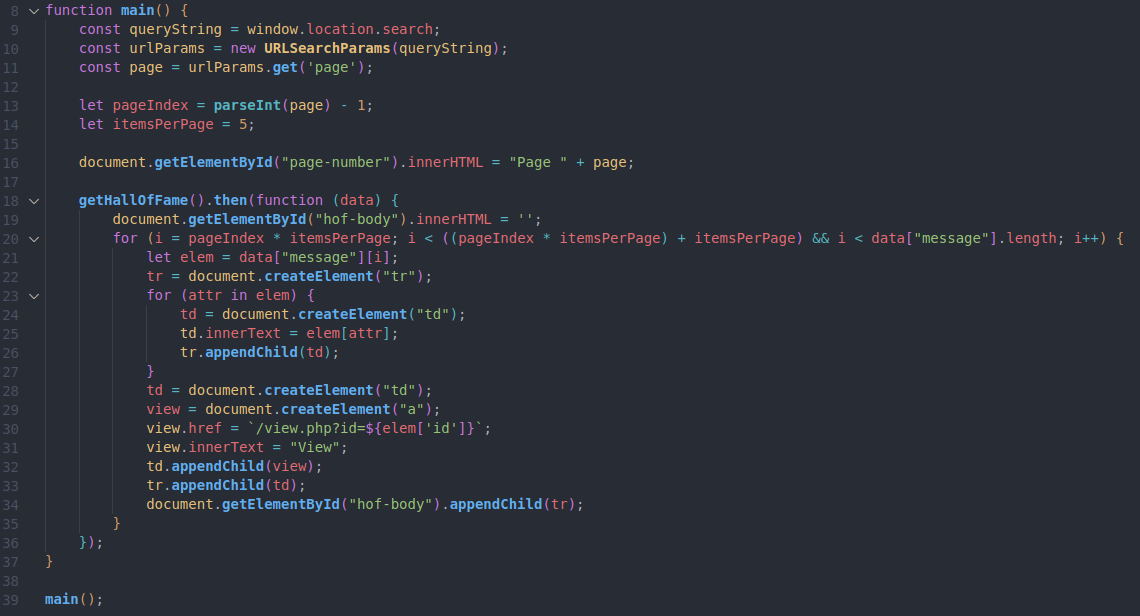 8 function main() {
9 const queryString = window.location.search;
10 const urlParams = new URLSearchParams(queryString);
11 const page = urlParams.get('page');
12
13 let pageIndex = parseInt(page) - 1;
14 let itemsPerPage = 5;
15
16 document.getElementById("page-number").innerHTML = "Page " + page;
17
18 getHallOfFame().then(function (data) {
19 document.getElementById("hof-body").innerHTML = '';
20 for (i = pageIndex * itemsPerPage; i < ((pageIndex * itemsPerPage) + itemsPerPage) && i < data["message"].length; i++) {
21 let elem = data["message"][i];
22 tr = document.createElement("tr");
23 for (attr in elem) {
24 td = document.createElement("td");
25 td.innerText = elem[attr];
26 tr.appendChild(td);
27 }
28 td = document.createElement("td");
29 view = document.createElement("a");
30 view.href = `/view.php?id=${elem['id']}`;
31 view.innerText = "View";
32 td.appendChild(view);
33 tr.appendChild(td);
34 document.getElementById("hof-body").appendChild(tr);
35 }
36 });
37 }
38
39 main();